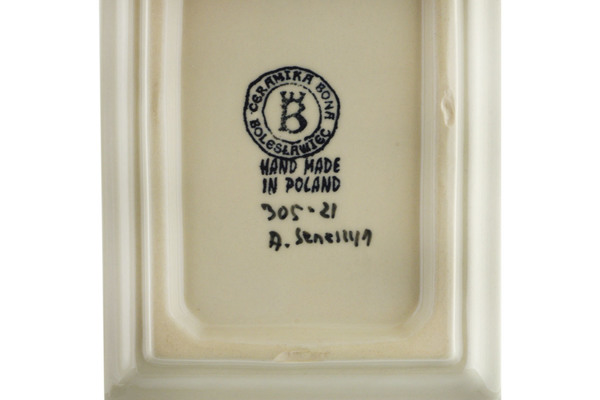 CERAMIKA BONA
B
BOLESŁAWIEC
HAND MADE
IN POLAND
305-21
A.